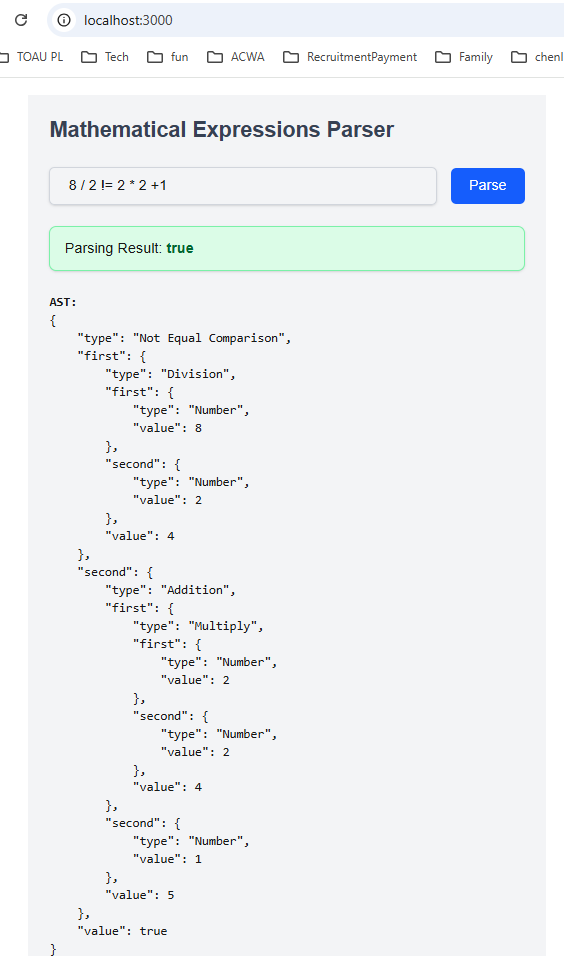 localhost:3000
TOAU PL Tech fun ACWA RecruitmentPayment Family chenl
Mathematical Expressions Parser
8 / 2 != 2 * 2 +1 Parse
Parsing Result: true
AST:
{
    "type": "Not Equal Comparison",
    "first": {
        "type": "Division",
        "first": {
            "type": "Number",
            "value": 8
        },
        "second": {
            "type": "Number",
            "value": 2
        },
        "value": 4
    },
    "second": {
        "type": "Addition",
        "first": {
            "type": "Multiply",
            "first": {
                "type": "Number",
                "value": 2
            },
            "second": {
                "type": "Number",
                "value": 2
            },
            "value": 4
        },
        "second": {
            "type": "Number",
            "value": 1
        },
        "value": 5
    },
    "value": true
}